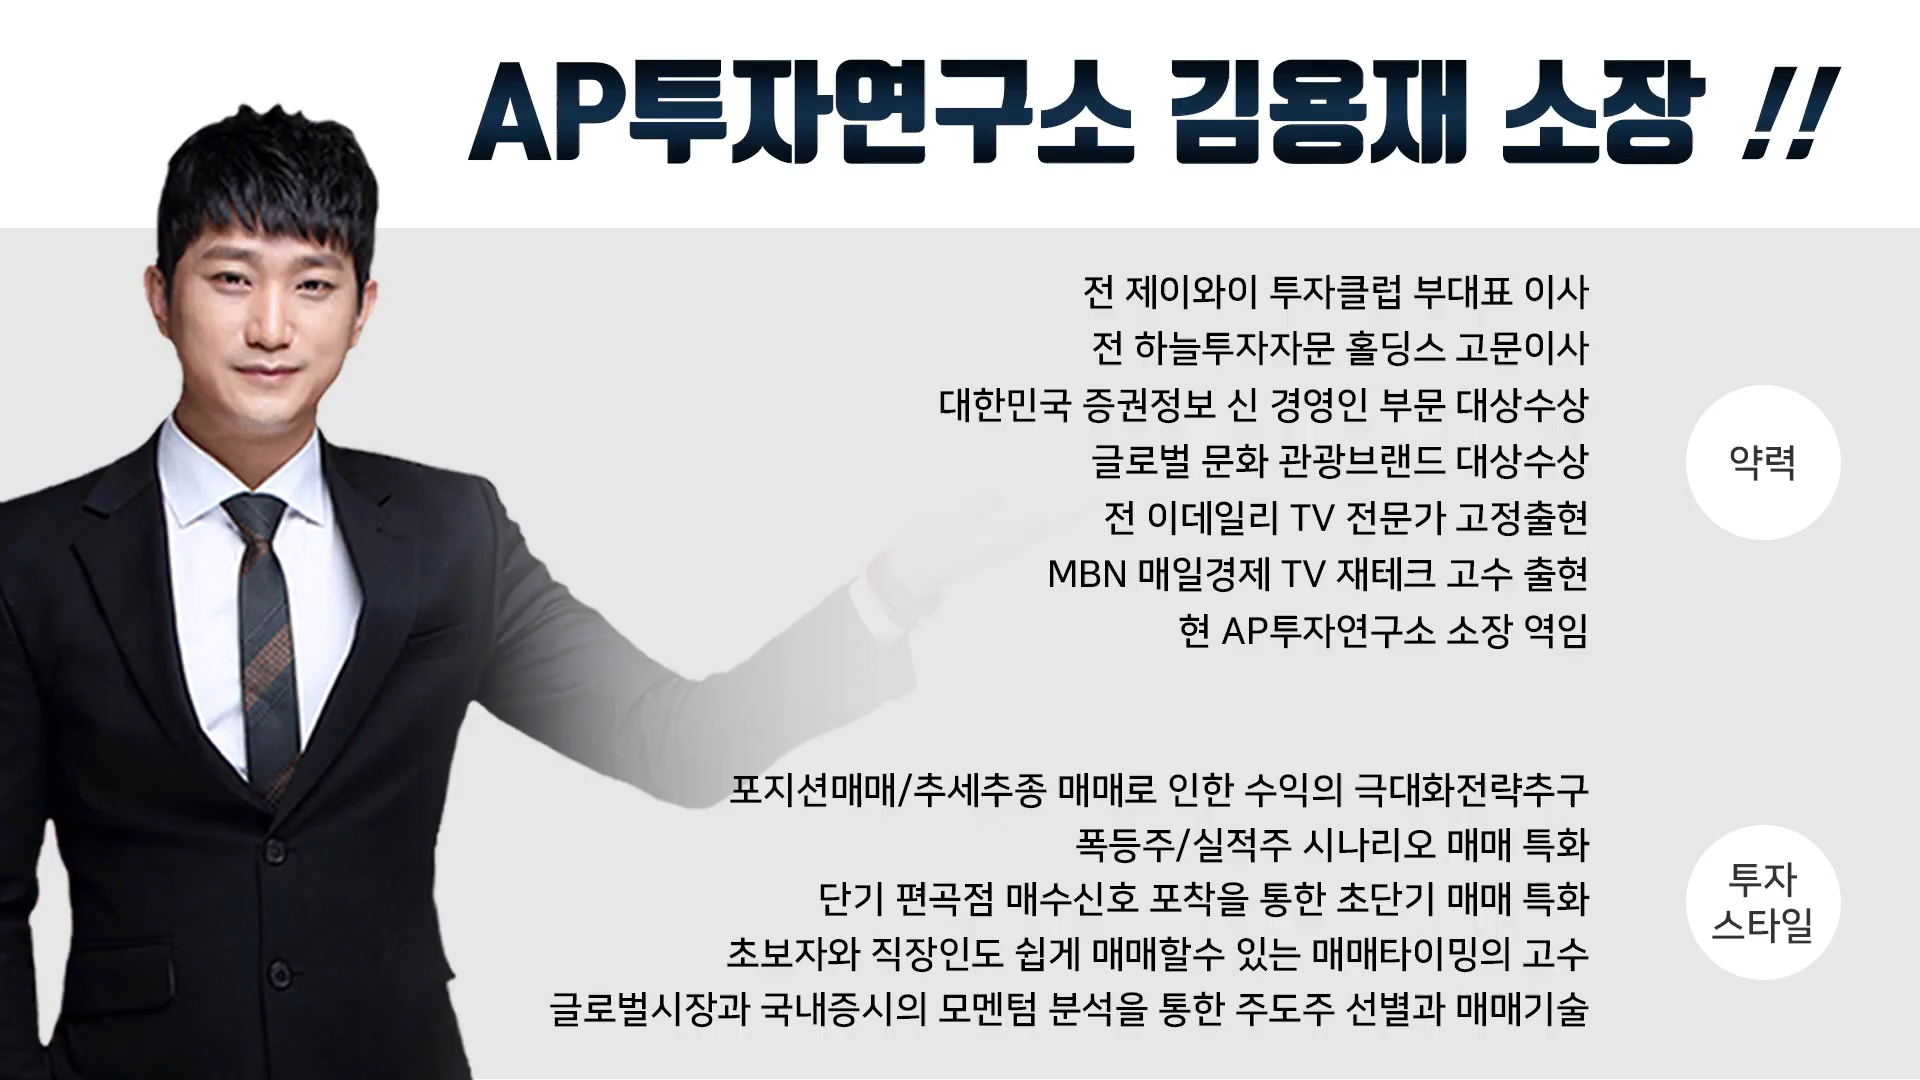 AP투자연구소 김용재 소장 !!
전 제이와이 투자클럽 부대표 이사
전 하늘투자자문 홀딩스 고문이사
대한민국 증권정보 신 경영인 부문 대상수상
글로벌 문화 관광브랜드 대상수상
전 이데일리 TV 전문가 고정출현
MBN 매일경제 TV 재테크 고수 출현
현 AP투자연구소 소장 역임
약력
포지션매매/추세추종 매매로 인한 수익의 극대화전략추구
폭등주/실적주 시나리오 매매 특화
단기 편곡점 매수신호 포착을 통한 초단기 매매 특화
초보자와 직장인도 쉽게 매매할수 있는 매매타이밍의 고수
글로벌시장과 국내증시의 모멘텀 분석을 통한 주도주 선별과 매매기술
투자
스타일